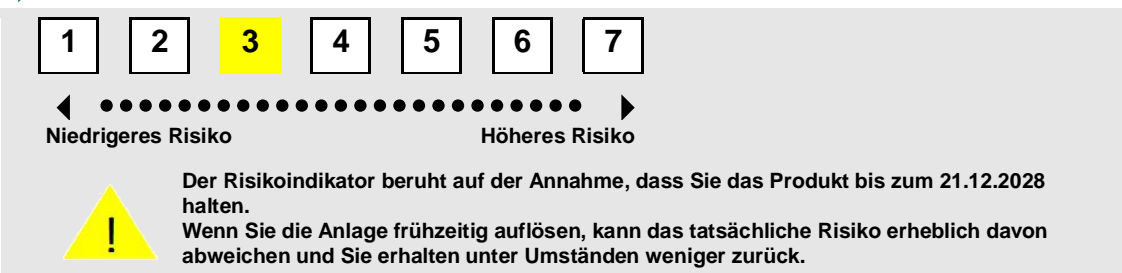 1 2 3 4 5 6 7
Niedrigeres Risiko Höheres Risiko
Der Risikoindikator beruht auf der Annahme, dass Sie das Produkt bis zum 21.12.2028
halten.
! Wenn Sie die Anlage frühzeitig auflösen, kann das tatsächliche Risiko erheblich davon
abweichen und Sie erhalten unter Umständen weniger zurück.